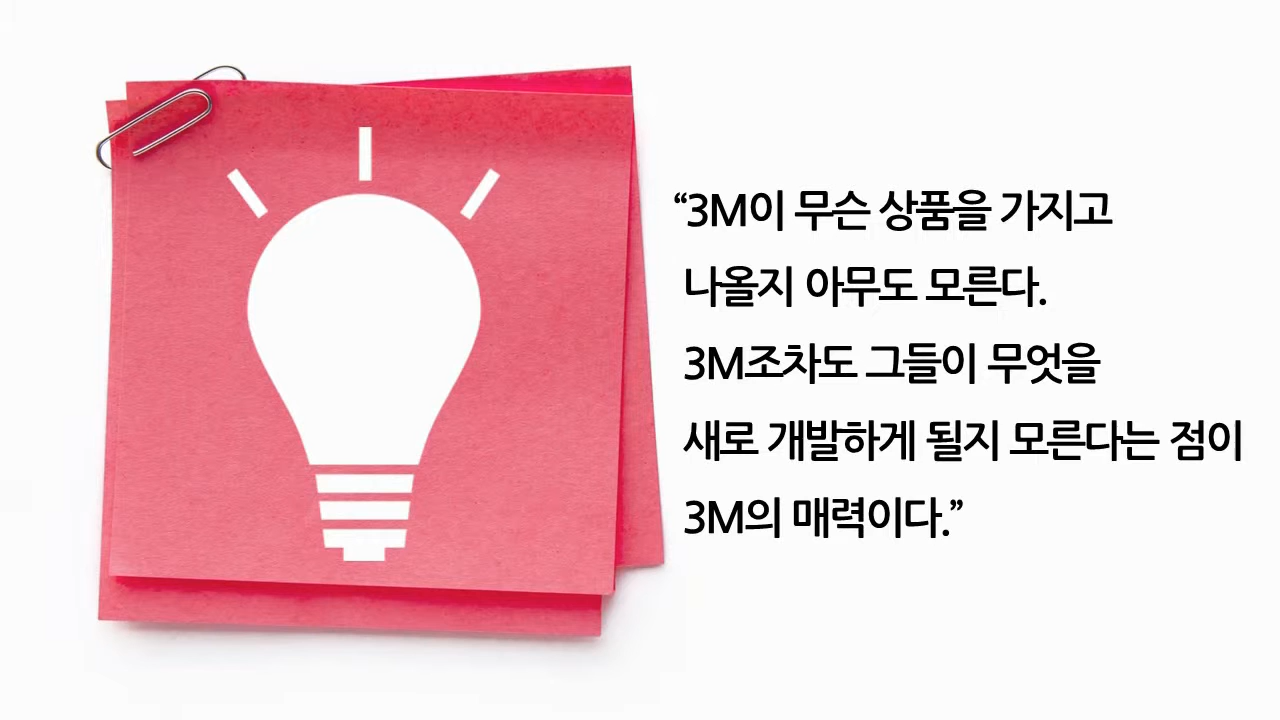 “3M이 무슨 상품을 가지고
나올지 아무도 모른다.
3M조차도 그들이 무엇을
새로 개발하게 될지 모른다는 점이
3M의 매력이다.”